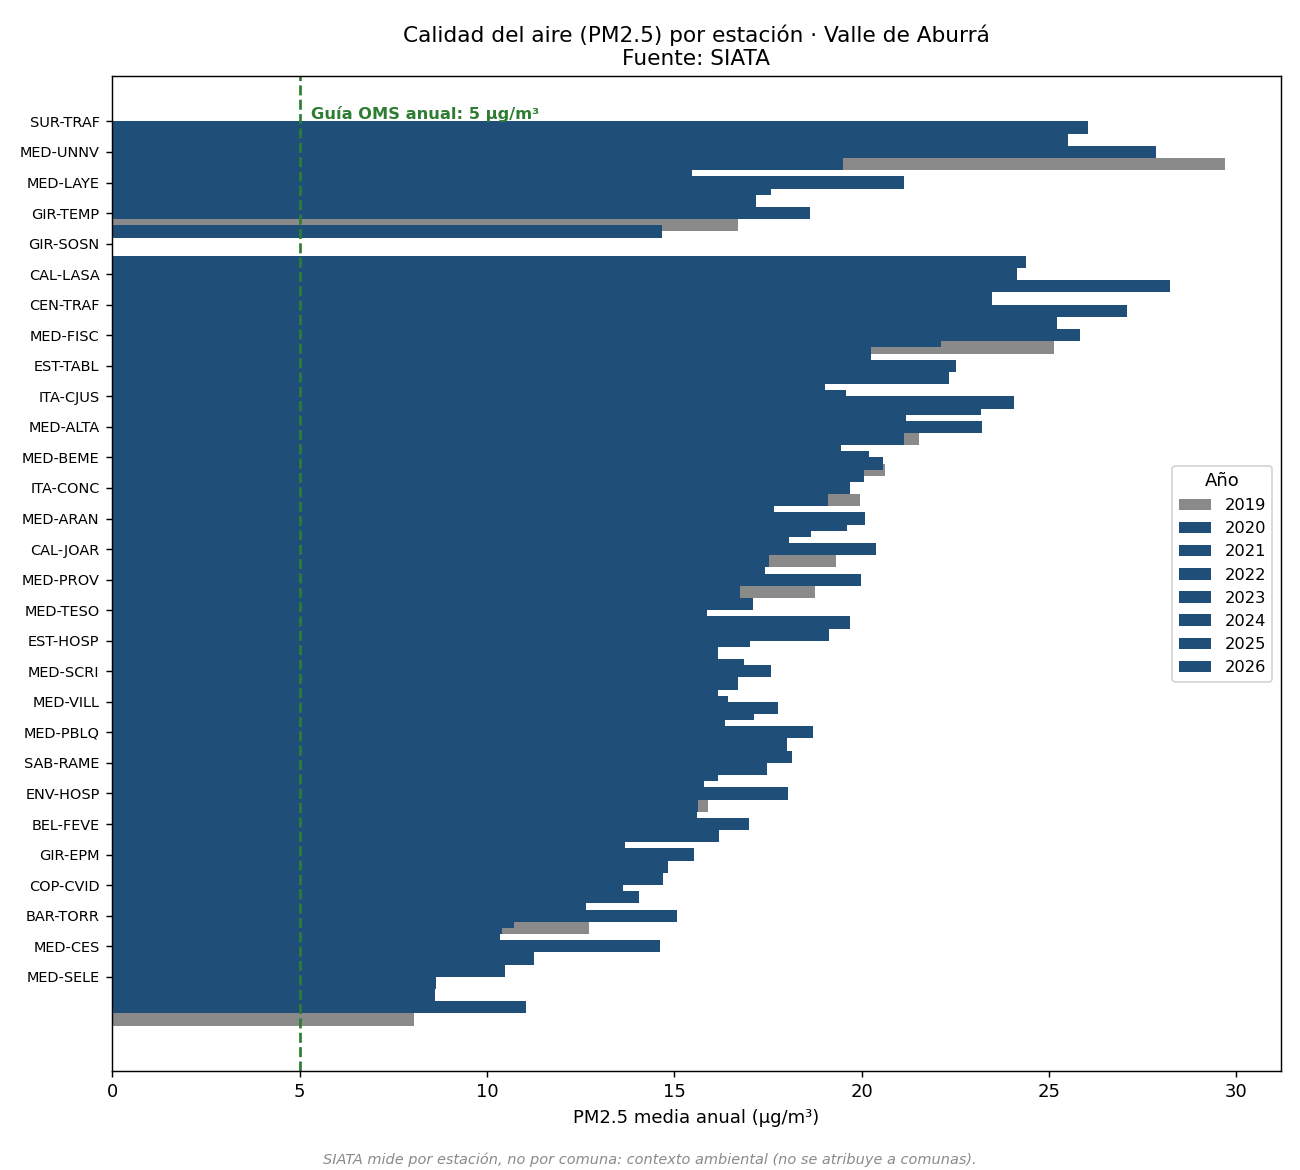 Calidad del aire (PM2.5) por estación · Valle de Aburrá
Fuente: SIATA
Guía OMS anual: 5 µg/m³
SUR-TRAF
MED-UNNV
MED-LAYE
GIR-TEMP
GIR-SOSN
CAL-LASA
CEN-TRAF
MED-FISC
EST-TABL
ITA-CJUS
MED-ALTA
MED-BEME
ITA-CONC
MED-ARAN
CAL-JOAR
MED-PROV
MED-TESO
EST-HOSP
MED-SCRI
MED-VILL
MED-PBLQ
SAB-RAME
ENV-HOSP
BEL-FEVE
GIR-EPM
COP-CVID
BAR-TORR
MED-CES
MED-SELE
Año
2019
2020
2021
2022
2023
2024
2025
2026
0 5 10 15 20 25 30
PM2.5 media anual (µg/m³)
SIATA mide por estación, no por comuna: contexto ambiental (no se atribuye a comunas).